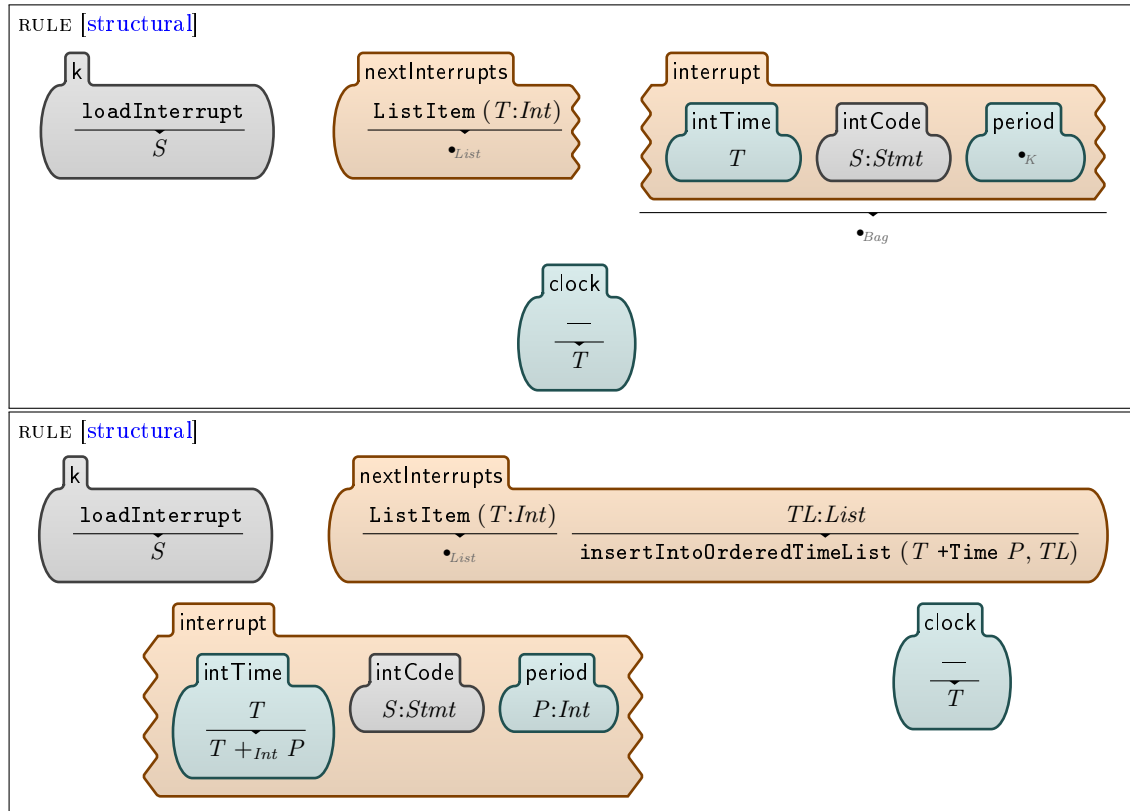 RULE [structural]
k
nextInterrupts
interrupt
loadInterrupt
S
ListItem (T:Int)
•List
intTime
intCode
period
T
S:Stmt
•K
•Bag
clock
—
T
RULE [structural]
k
nextInterrupts
loadInterrupt
S
ListItem (T:Int)
TL:List
•List
insertIntoOrderedTimeList (T +Time P, TL)
interrupt
clock
intTime
intCode
period
T
S:Stmt
P:Int
T +Int P
—
T